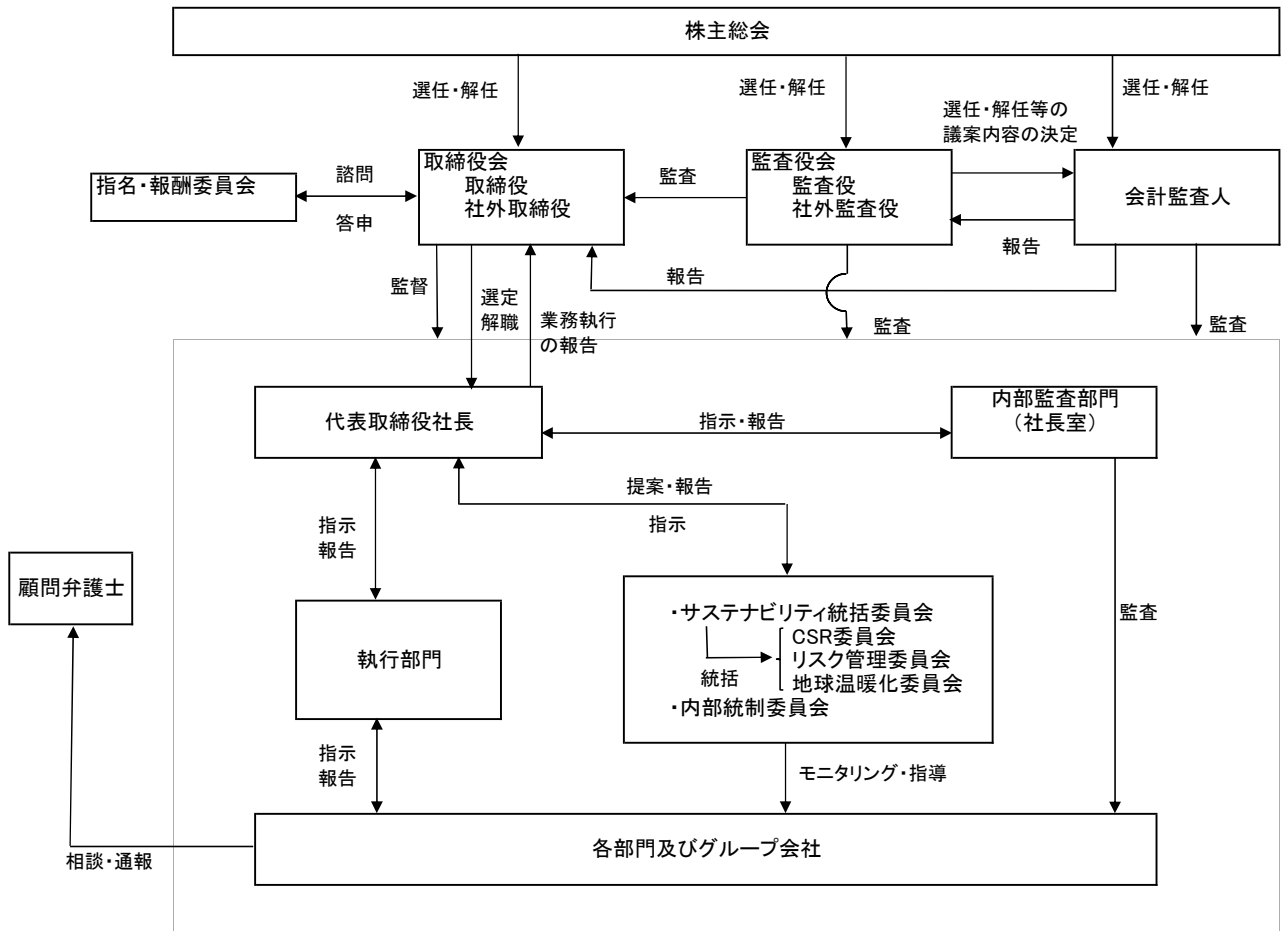 株主総会
選任・解任
選任・解任
選任・解任
選任・解任等の
議案内容の決定
指名・報酬委員会
諮問
答申
取締役会
取締役
社外取締役
監査
監査役会
監査役
社外監査役
会計監査人
報告
報告
監督
選定
解職
業務執行
の報告
監査
監査
代表取締役社長
指示・報告
内部監査部門
（社長室）
提案・報告
指示
指示
報告
顧問弁護士
執行部門
・サステナビリティ統括委員会
CSR委員会
リスク管理委員会
地球温暖化委員会
統括
・内部統制委員会
監査
指示
報告
モニタリング・指導
各部門及びグループ会社
相談・通報